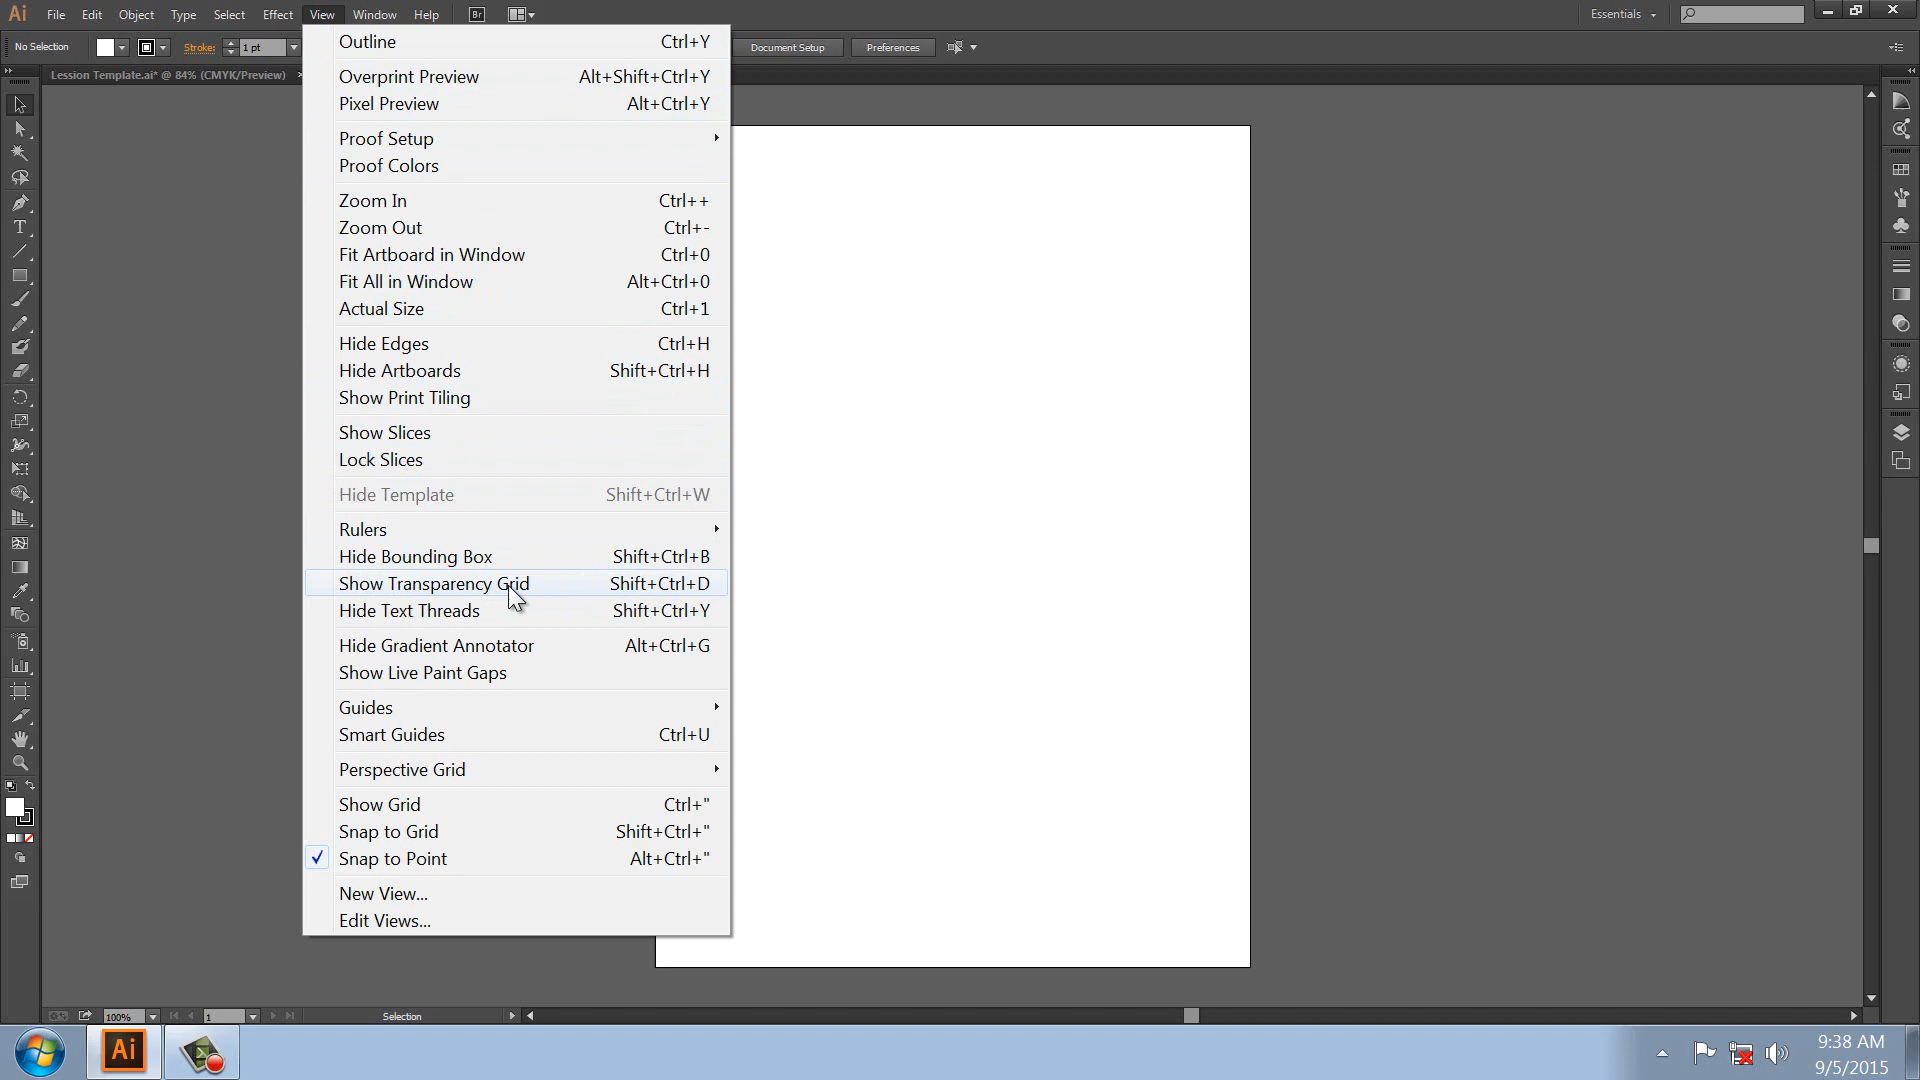 Ai File Edit Object Type Select Effect View Window Help Br Essentials
No Selection Stroke: 1 pt Document Setup Preferences
Lession Template.ai* @ 84% (CMYK/Preview) ×
Outline Ctrl+Y
Overprint Preview Alt+Shift+Ctrl+Y
Pixel Preview Alt+Ctrl+Y
Proof Setup
Proof Colors
Zoom In Ctrl++
Zoom Out Ctrl+-
Fit Artboard in Window Ctrl+0
Fit All in Window Alt+Ctrl+0
Actual Size Ctrl+1
Hide Edges Ctrl+H
Hide Artboards Shift+Ctrl+H
Show Print Tiling
Show Slices
Lock Slices
Hide Template Shift+Ctrl+W
Rulers
Hide Bounding Box Shift+Ctrl+B
Show Transparency Grid Shift+Ctrl+D
Hide Text Threads Shift+Ctrl+Y
Hide Gradient Annotator Alt+Ctrl+G
Show Live Paint Gaps
Guides
Smart Guides Ctrl+U
Perspective Grid
Show Grid Ctrl+"
Snap to Grid Shift+Ctrl+"
Snap to Point Alt+Ctrl+"
New View...
Edit Views...
100% 1 Selection
Ai
9:38 AM
9/5/2015